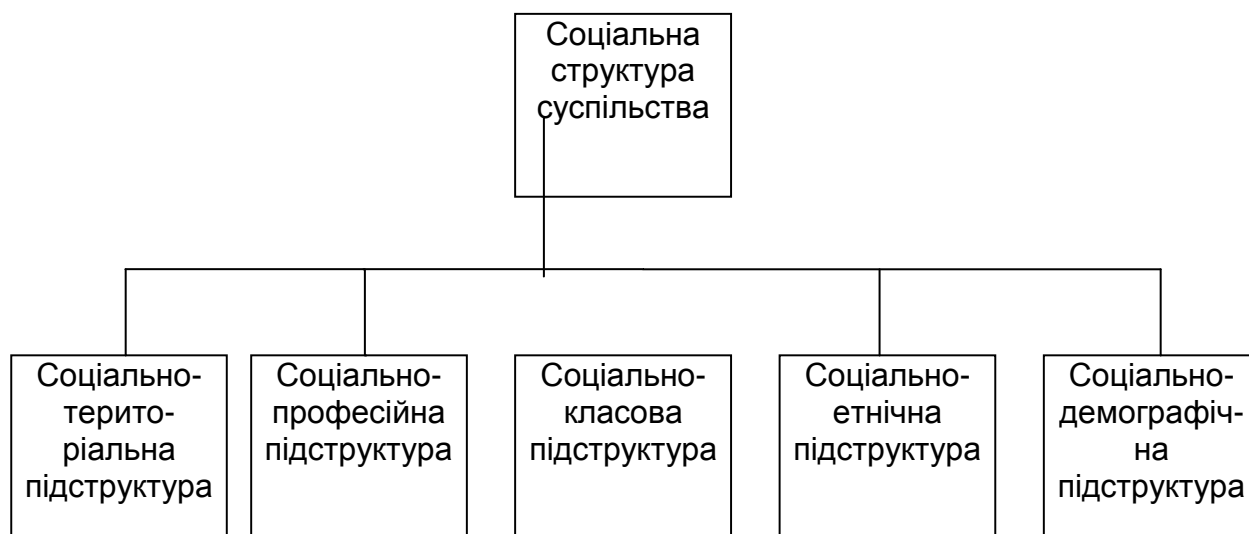 Соціальна
структура
суспільства
Соціально-
терито-
ріальна
підструктура
Соціально-
професійна
підструктура
Соціально-
класова
підструктура
Соціально-
етнічна
підструктура
Соціально-
демографіч-
на
підструктура